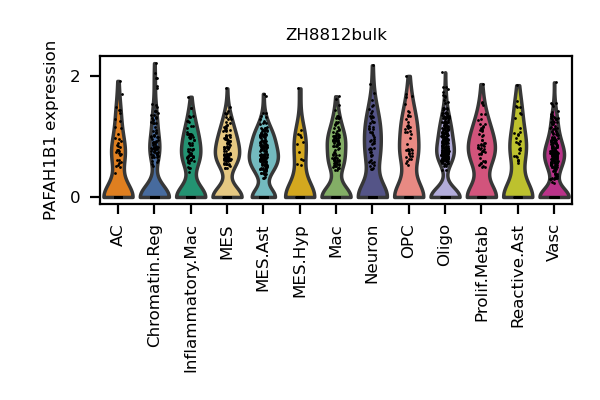 ZH8812bulk
PAFAH1B1 expression
2
0
AC
Chromatin.Reg
Inflammatory.Mac
MES
MES.Ast
MES.Hyp
Mac
Neuron
OPC
Oligo
Prolif.Metab
Reactive.Ast
Vasc